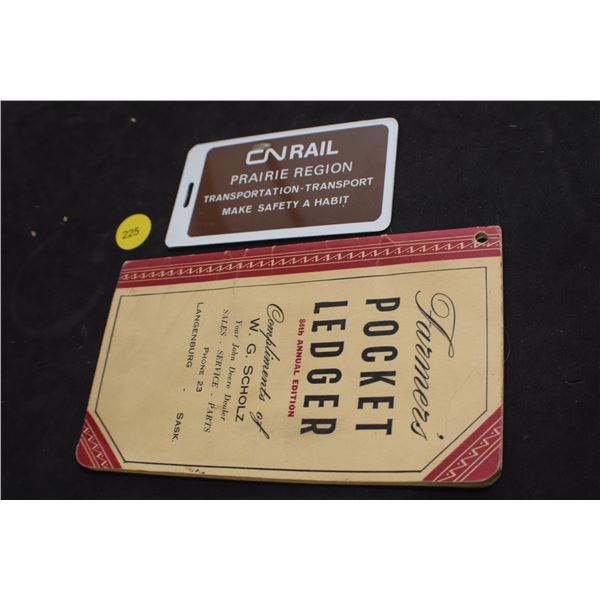 CN RAIL
PRAIRIE REGION
TRANSPORTATION-TRANSPORT
MAKE SAFETY A HABIT
225
Farmers'
POCKET
LEDGER
84th ANNUAL EDITION
Compliments of
W. G. SCHOLZ
Your John Deere Dealer
SALES - SERVICE - PARTS
PHONE 23
LANGENBURG - SASK.